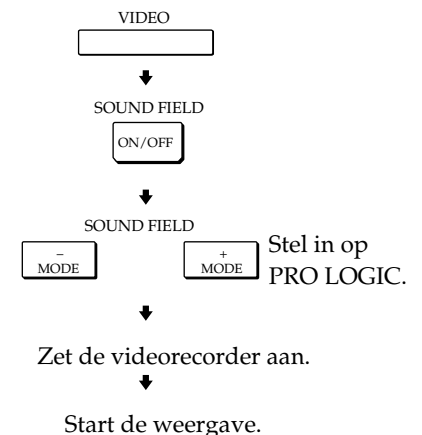 VIDEO
SOUND FIELD
ON/OFF
SOUND FIELD
– MODE
+ MODE
Stel in op
PRO LOGIC.
Zet de videorecorder aan.
Start de weergave.